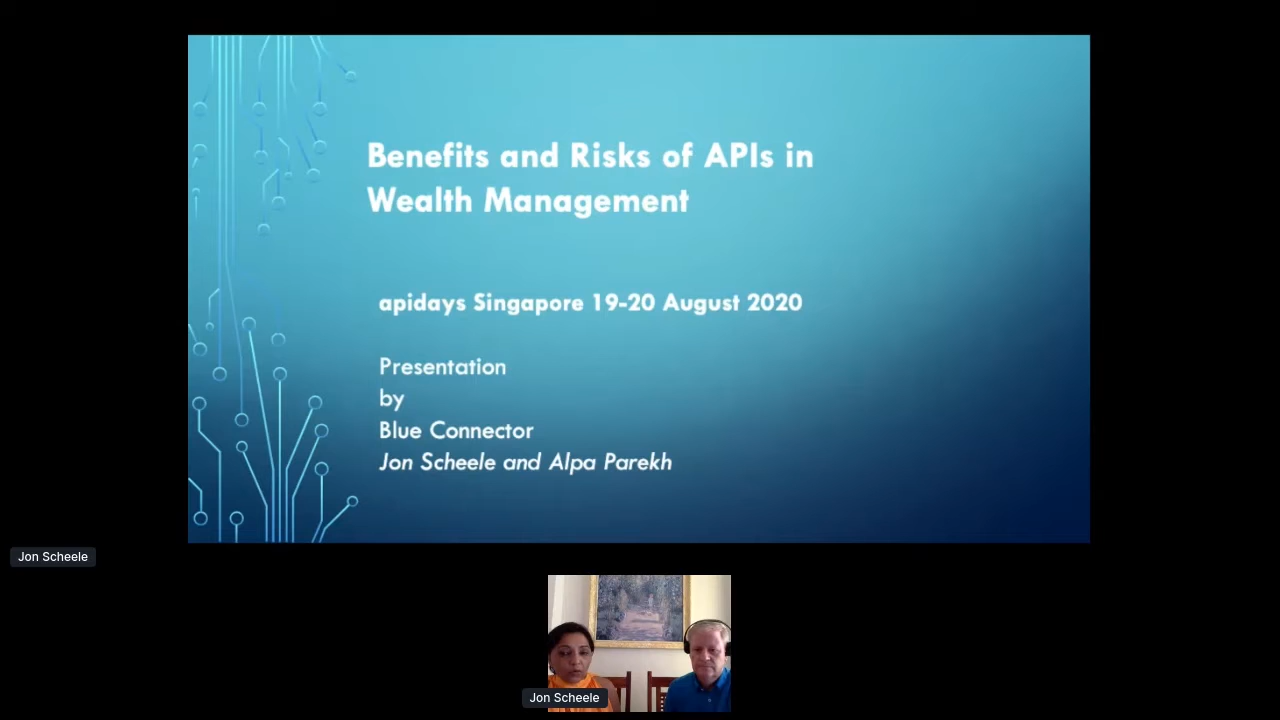 Benefits and Risks of APIs in
Wealth Management
apidays Singapore 19-20 August 2020
Presentation
by
Blue Connector
Jon Scheele and Alpa Parekh
Jon Scheele
Jon Scheele